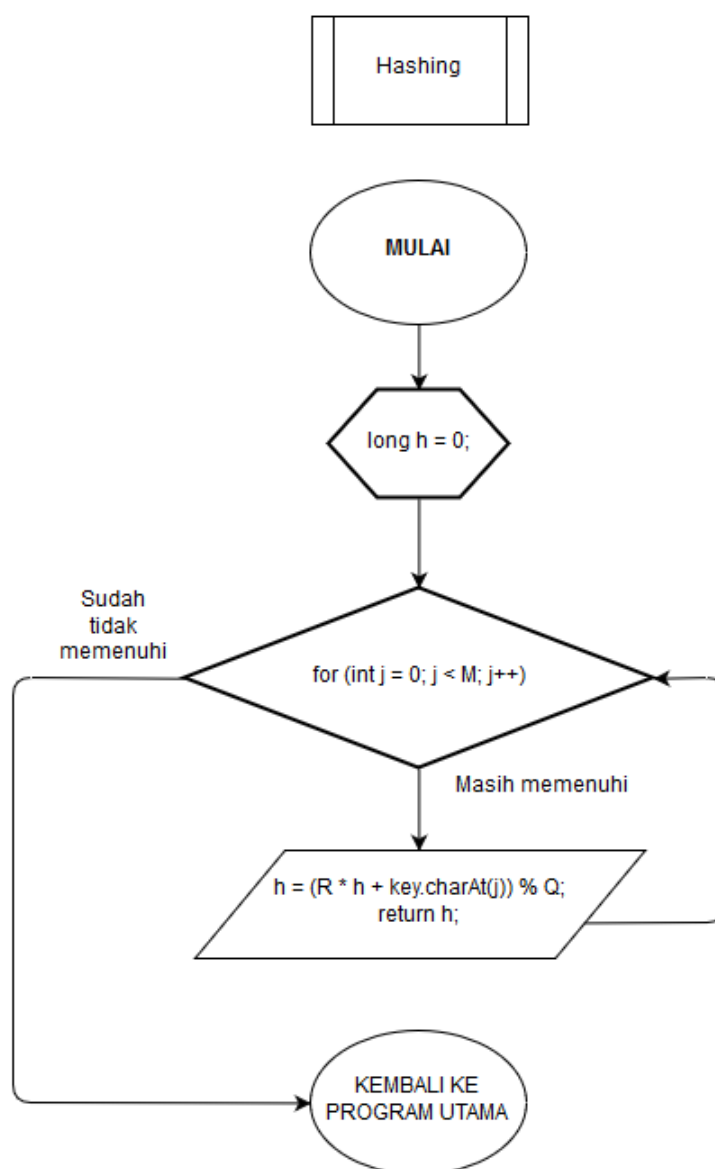 Hashing
MULAI
long h = 0;
Sudah
tidak
memenuhi
for (int j = 0; j < M; j++)
Masih memenuhi
h = (R * h + key.charAt(j)) % Q;
return h;
KEMBALI KE
PROGRAM UTAMA